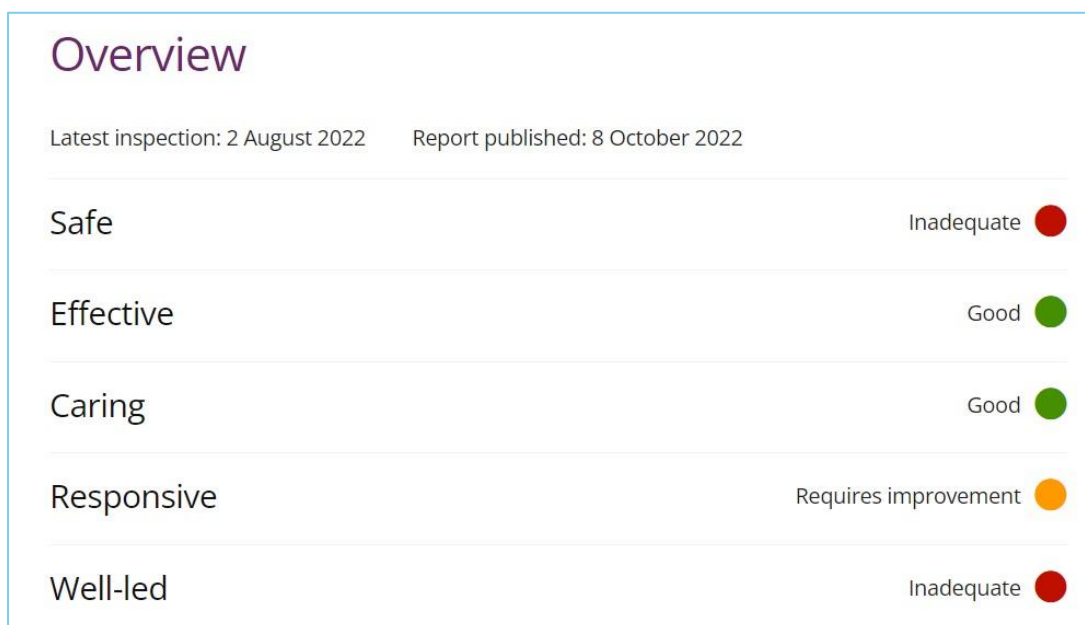 Overview
Latest inspection: 2 August 2022 Report published: 8 October 2022
Safe Inadequate
Effective Good
Caring Good
Responsive Requires improvement
Well-led Inadequate